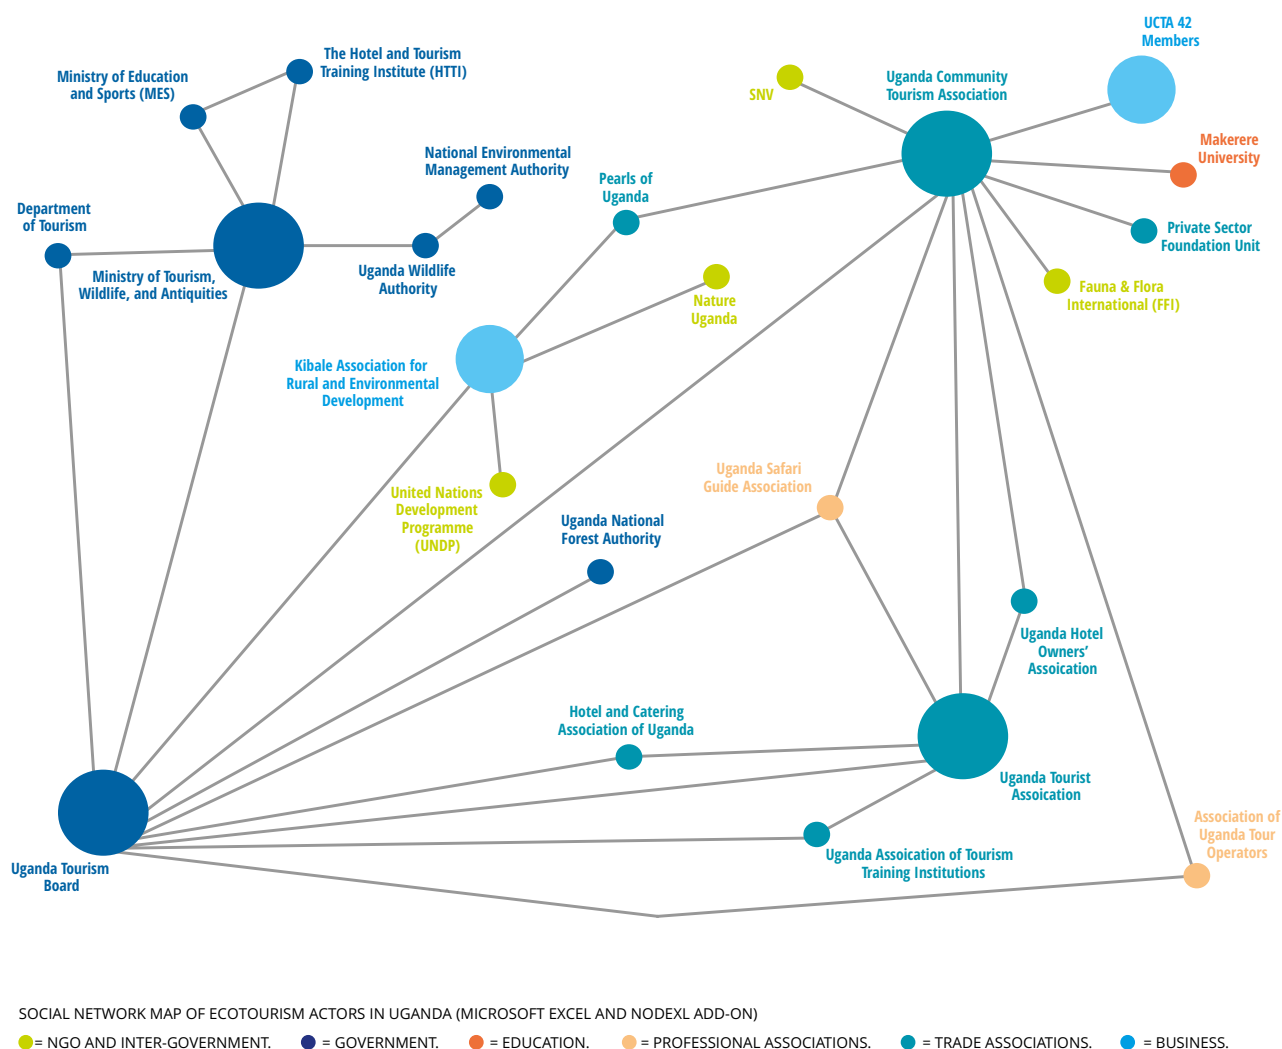 UCTA 42
Members
The Hotel and Tourism
Training Institute (HTTI)
Ministry of Education
and Sports (MES)
SNV
Uganda Community
Tourism Association
Makerere
University
National Environmental
Management Authority
Pearls of
Uganda
Department
of Tourism
Private Sector
Foundation Unit
Ministry of Tourism,
Wildlife, and Antiquities
Uganda Wildlife
Authority
Nature
Uganda
Fauna & Flora
International (FFI)
Kibale Association for
Rural and Environmental
Development
Uganda Safari
Guide Association
United Nations
Development
Programme
(UNDP)
Uganda National
Forest Authority
Uganda Hotel
Owners’
Assoication
Hotel and Catering
Association of Uganda
Uganda Tourist
Assoication
Association of
Uganda Tour
Operators
Uganda Assoication of Tourism
Training Institutions
Uganda Tourism
Board
SOCIAL NETWORK MAP OF ECOTOURISM ACTORS IN UGANDA (MICROSOFT EXCEL AND NODEXL ADD-ON)
= NGO AND INTER-GOVERNMENT. = GOVERNMENT. = EDUCATION. = PROFESSIONAL ASSOCIATIONS. = TRADE ASSOCIATIONS. = BUSINESS.